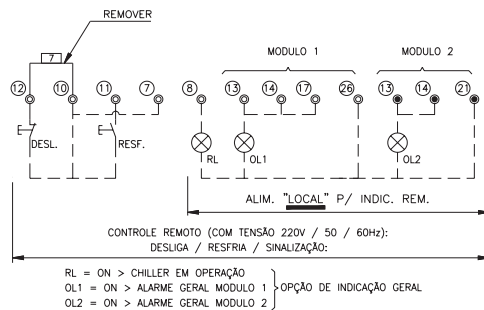 REMOVER
7
MODULO 1
MODULO 2
12 10 11 7 8 13 14 17 26 13 14 21
DESL.
RESF.
RL
OL1
OL2
ALIM. "LOCAL" P/ INDIC. REM.
CONTROLE REMOTO (COM TENSÃO 220V / 50 / 60Hz):
DESLIGA / RESFRIA / SINALIZAÇÃO:
RL = ON > CHILLER EM OPERAÇÃO
OL1 = ON > ALARME GERAL MODULO 1
OPÇÃO DE INDICAÇÃO GERAL
OL2 = ON > ALARME GERAL MODULO 2